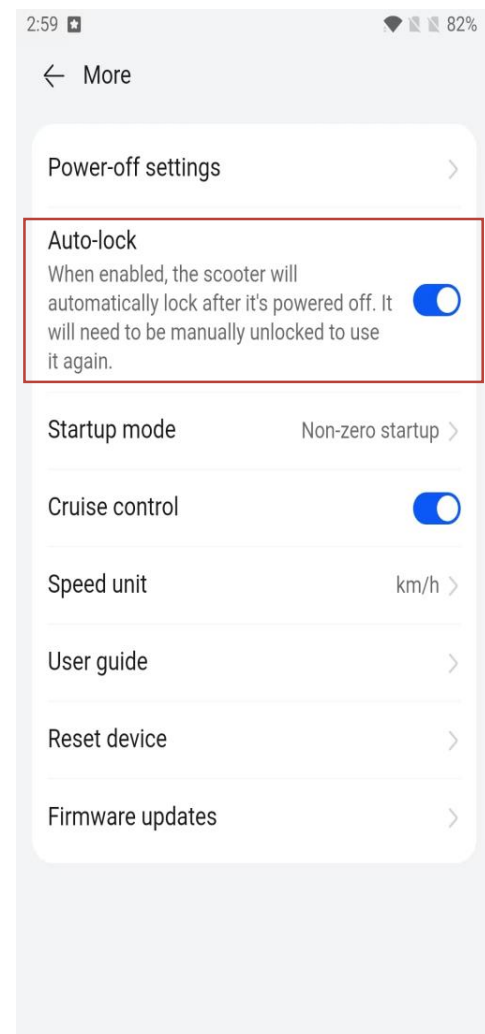 2:59 82%
More
Power-off settings
Auto-lock
When enabled, the scooter will
automatically lock after it's powered off. It
will need to be manually unlocked to use
it again.
Startup mode Non-zero startup
Cruise control
Speed unit km/h
User guide
Reset device
Firmware updates